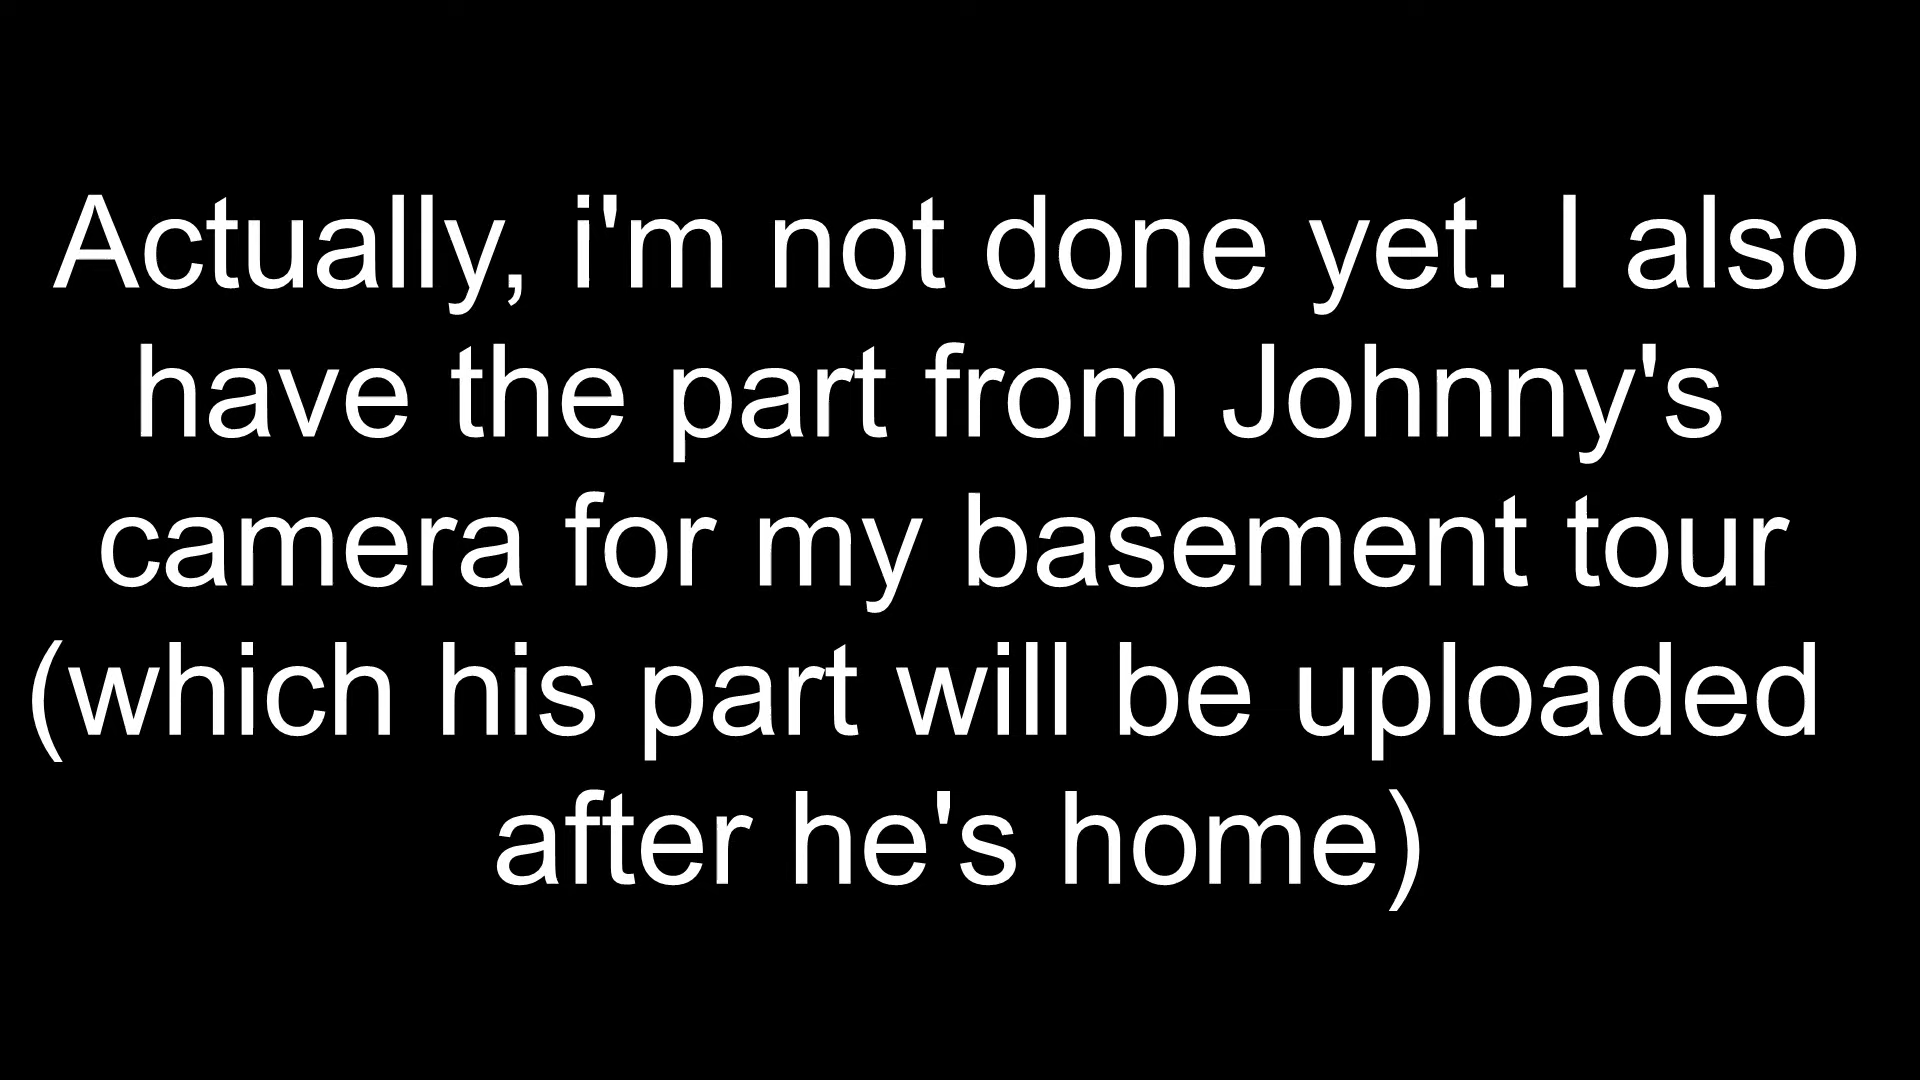 Actually, i'm not done yet. I also
have the part from Johnny's
camera for my basement tour
(which his part will be uploaded
after he's home)